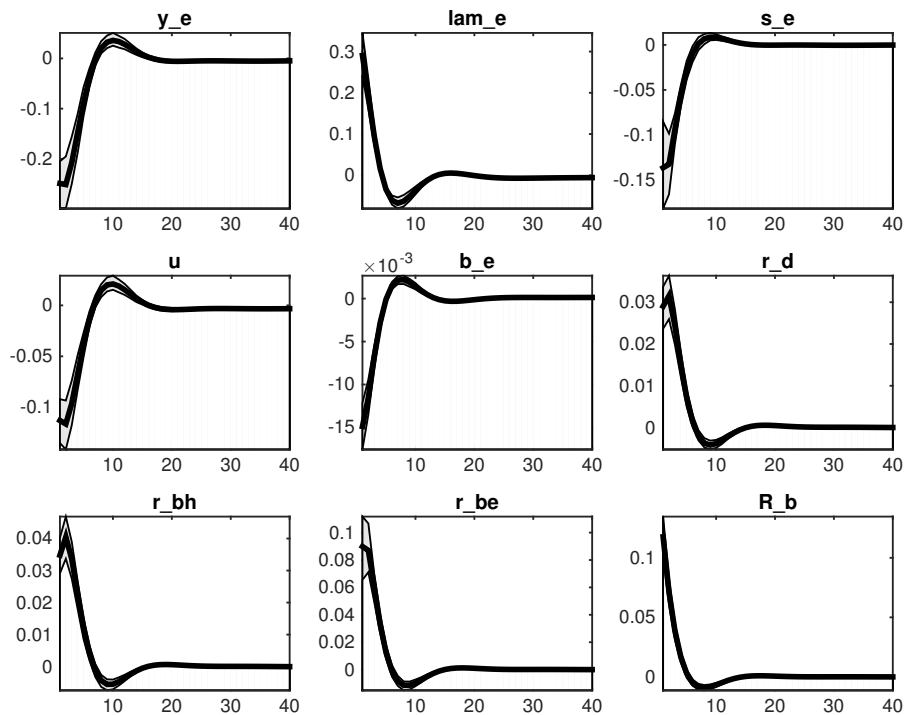 y_e lam_e s_e
0 0.3 0
0.2 -0.05
-0.1 0.1 -0.1
-0.2 0 -0.15
10 20 30 40 10 20 30 40 10 20 30 40
u b_e r_d
×10⁻³
0 0 0.03
-5 0.02
-0.05 -10 0.01
-0.1 -15 0
10 20 30 40 10 20 30 40 10 20 30 40
r_bh r_be R_b
0.04 0.1 0.1
0.03 0.08
0.02 0.06 0.05
0.01 0.04
0.02
0 0 0
10 20 30 40 10 20 30 40 10 20 30 40